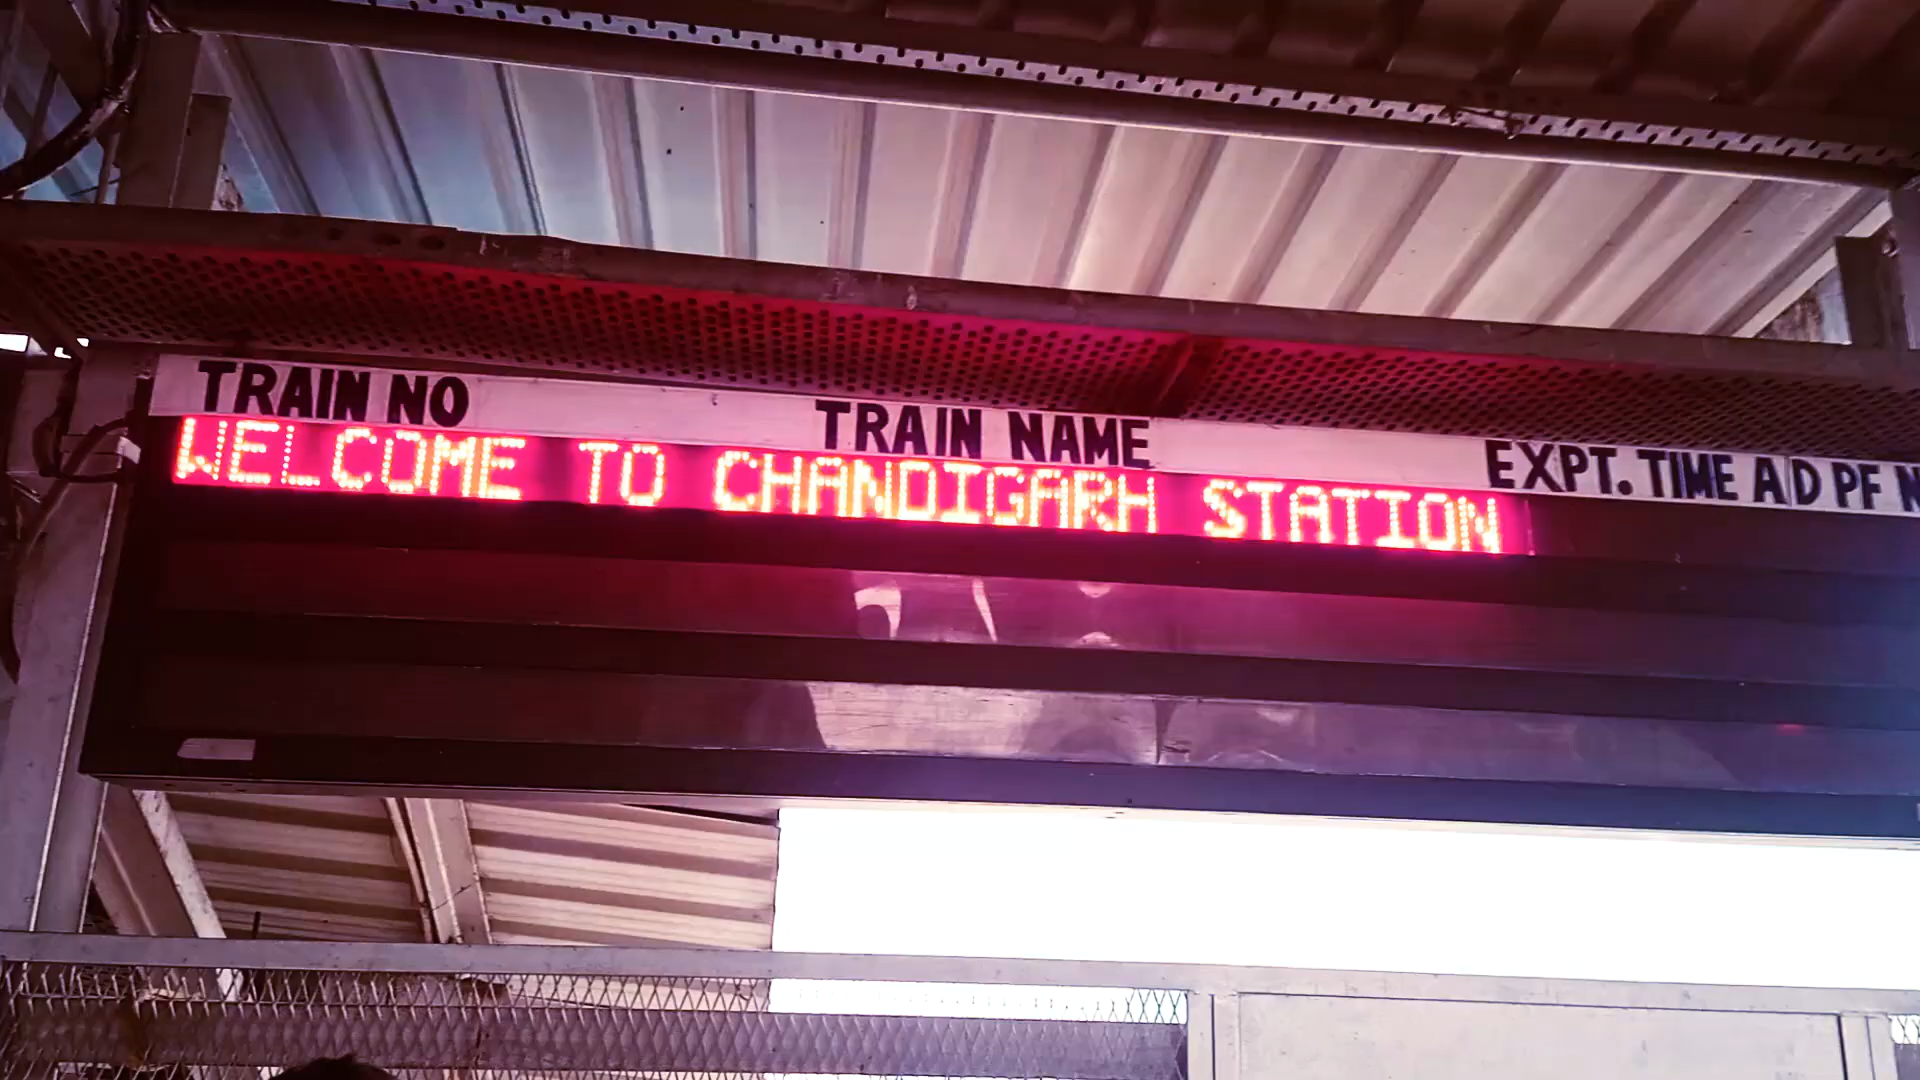 TRAIN NO TRAIN NAME EXPT. TIME A/D PF
WELCOME TO CHANDIGARH STATION